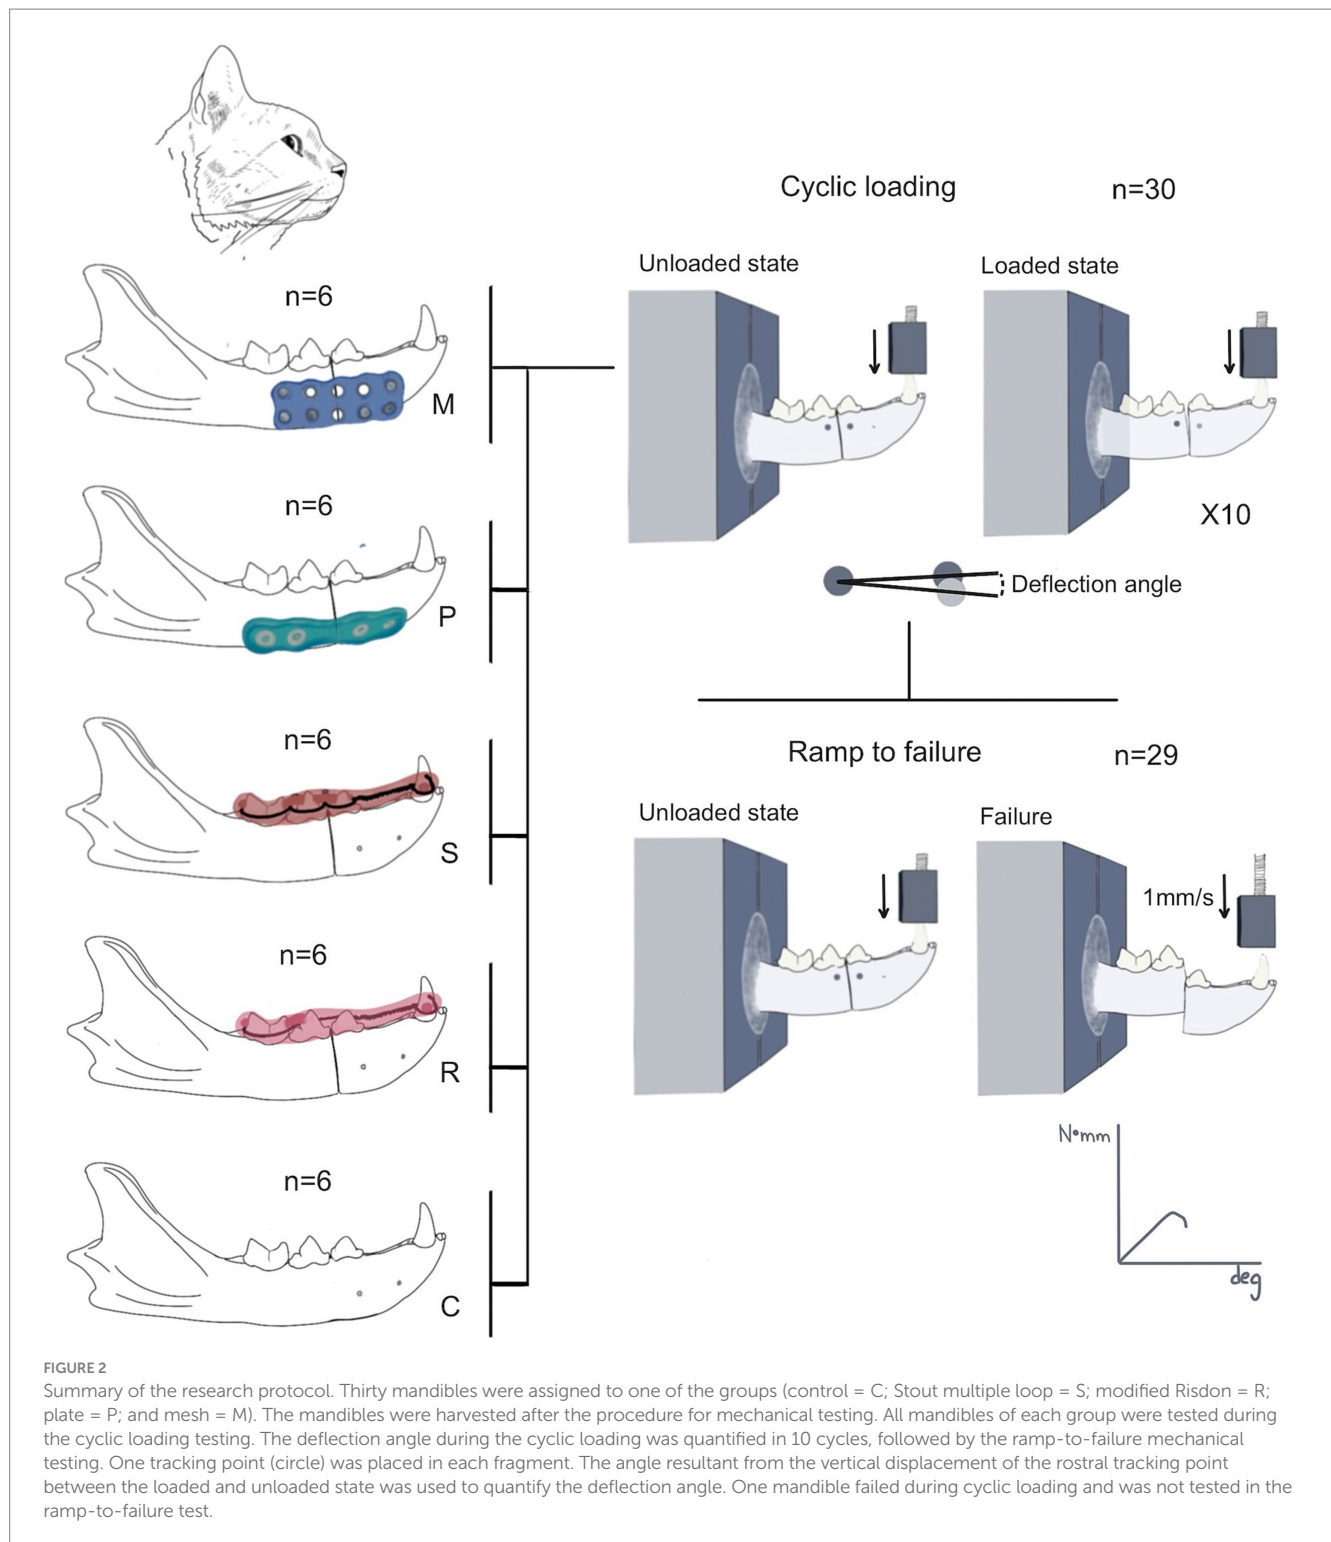 Cyclic loading n=30
Unloaded state
Loaded state
n=6
M
X10
n=6
P
Deflection angle
n=6
S
Ramp to failure n=29
Unloaded state
Failure
1mm/s
n=6
R
N•mm
deg
n=6
C
FIGURE 2
Summary of the research protocol. Thirty mandibles were assigned to one of the groups (control = C; Stout multiple loop = S; modified Risdon = R;
plate = P; and mesh = M). The mandibles were harvested after the procedure for mechanical testing. All mandibles of each group were tested during
the cyclic loading testing. The deflection angle during the cyclic loading was quantified in 10 cycles, followed by the ramp-to-failure mechanical
testing. One tracking point (circle) was placed in each fragment. The angle resultant from the vertical displacement of the rostral tracking point
between the loaded and unloaded state was used to quantify the deflection angle. One mandible failed during cyclic loading and was not tested in the
ramp-to-failure test.